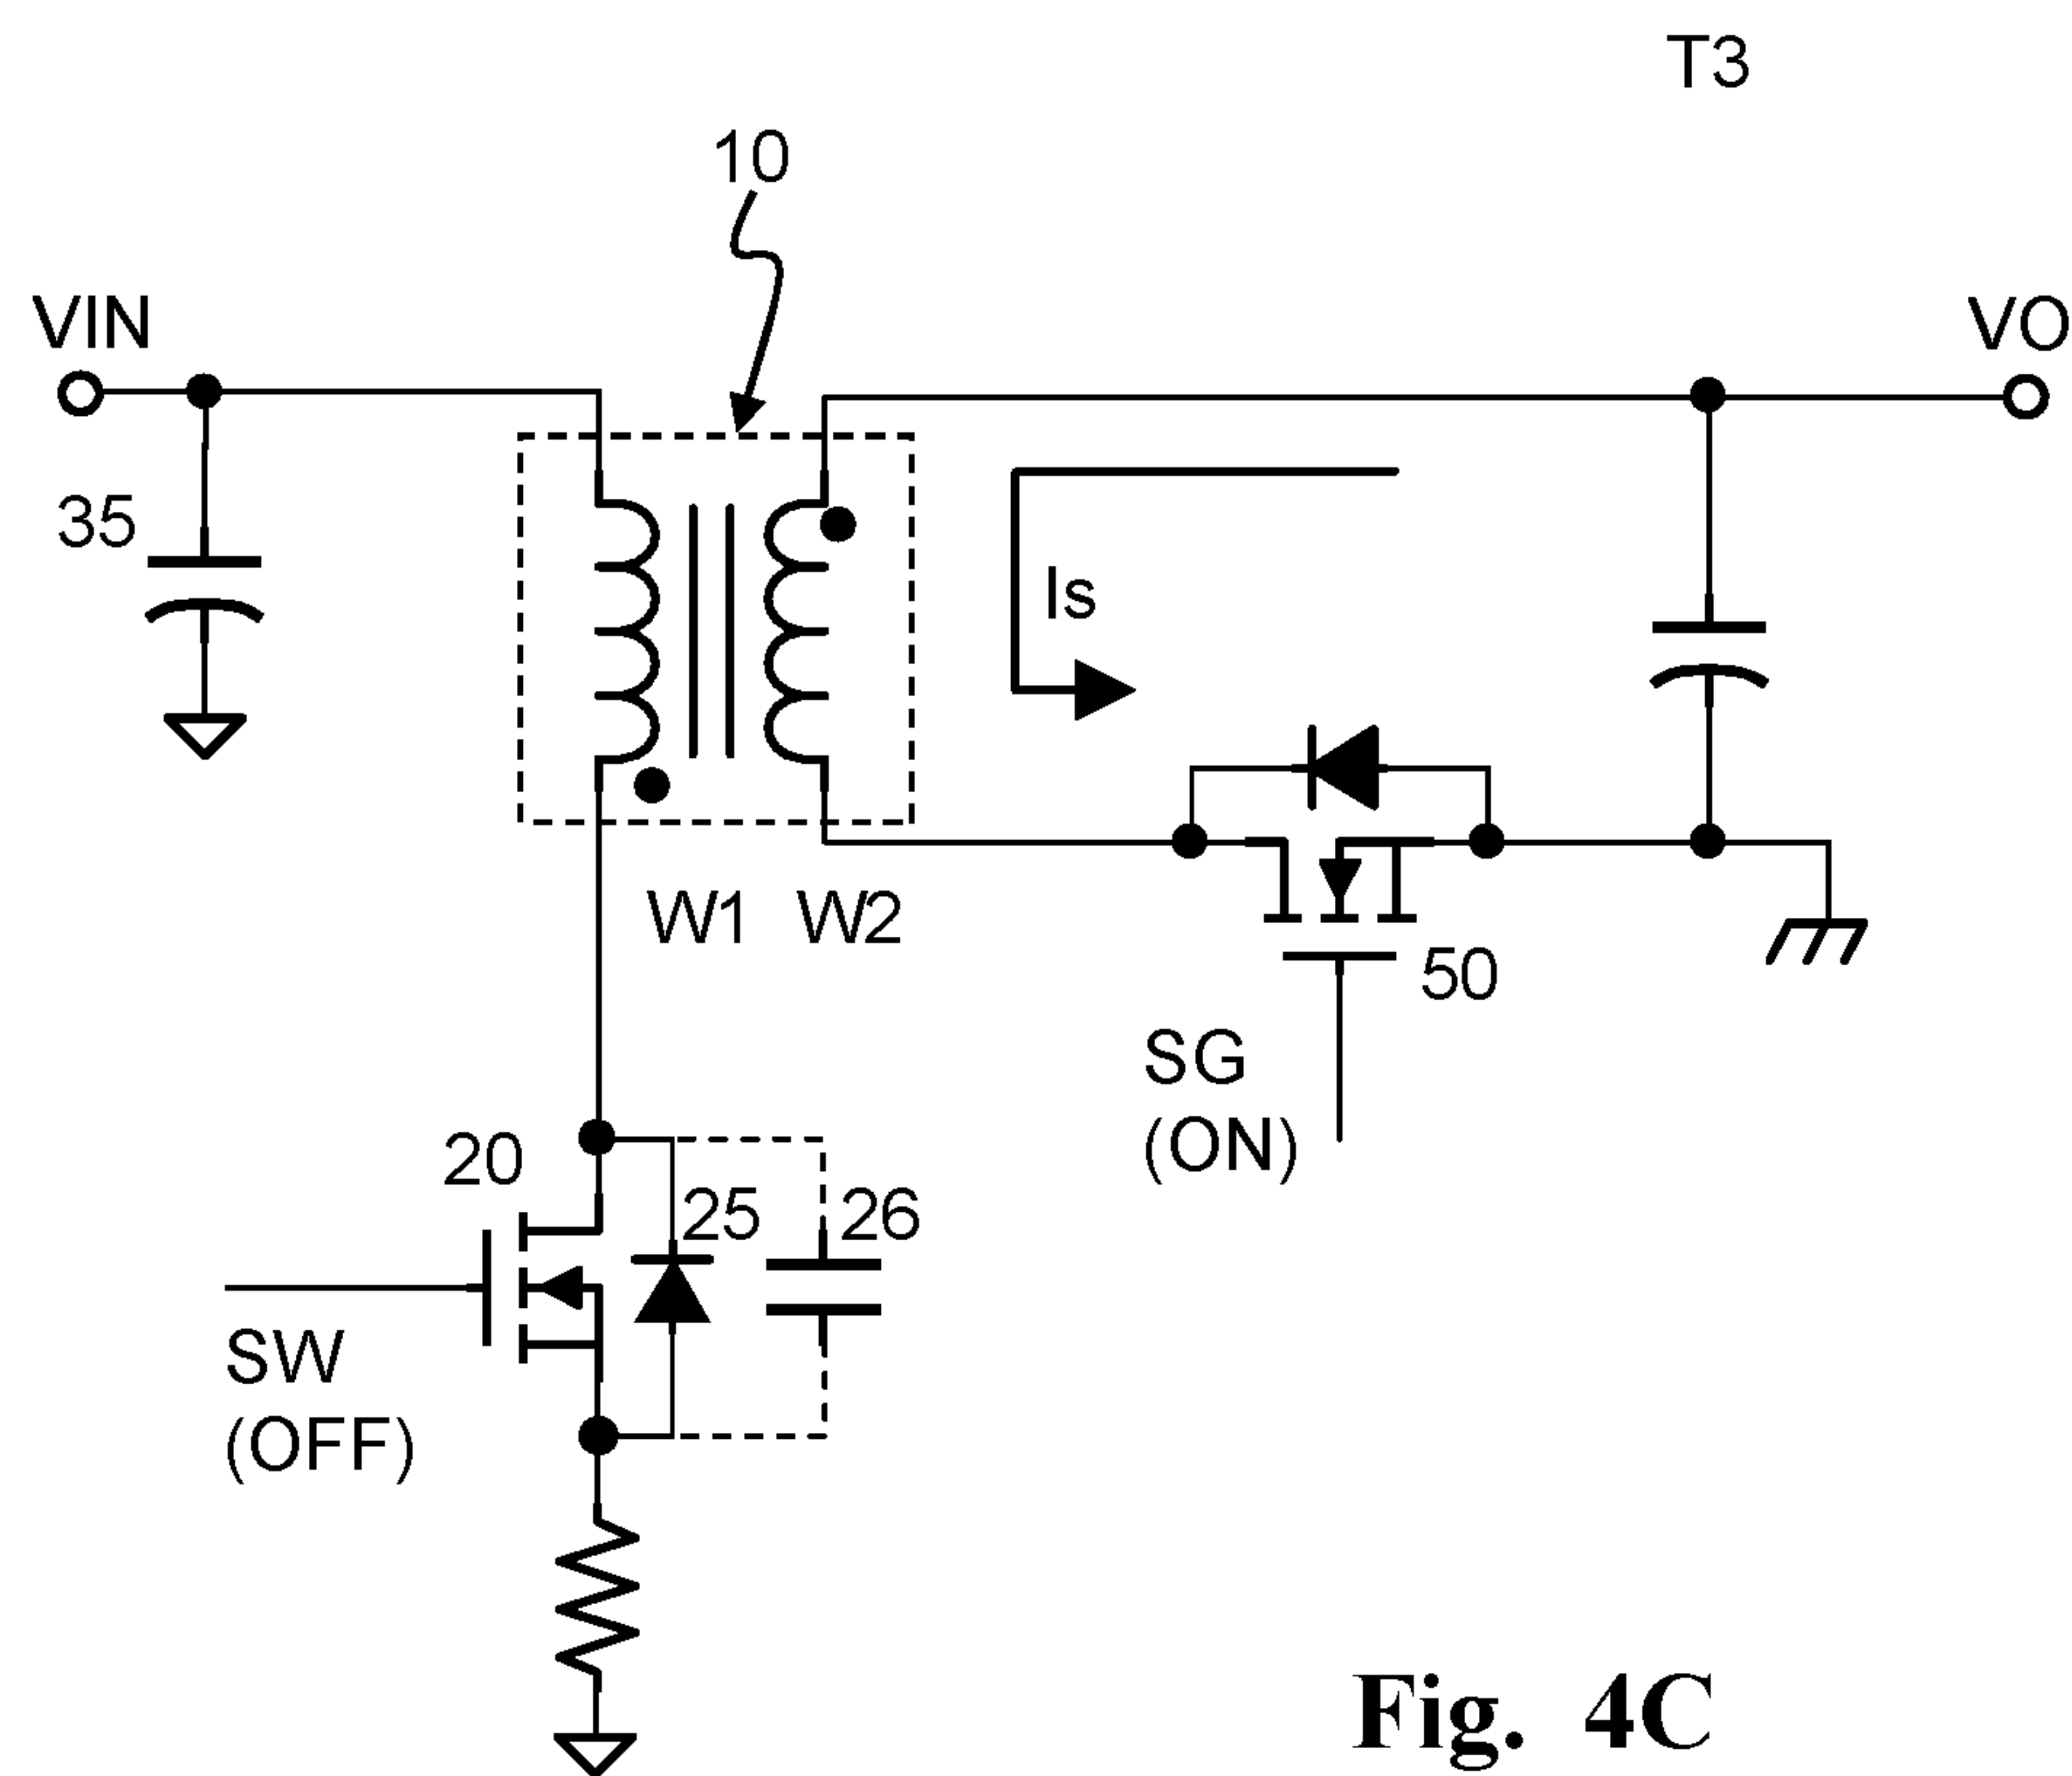 T3
10
VIN
VO
35
Is
W1 W2
50
SG
(ON)
20
25
26
SW
(OFF)
Fig. 4C